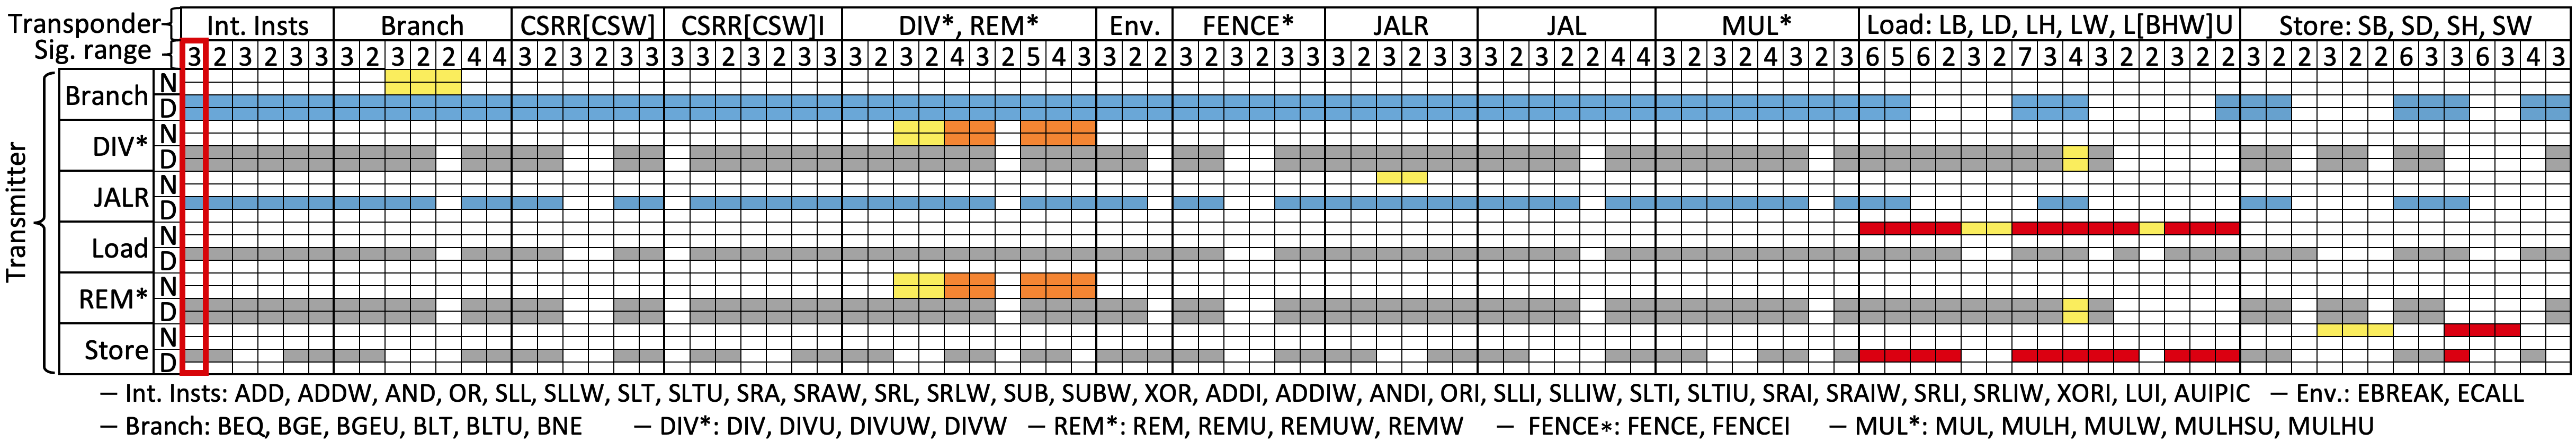 Transponder Int. Insts Branch CSRR[CSW] CSRR[CSW]I DIV*, REM* Env. FENCE* JALR JAL MUL* Load: LB, LD, LH, LW, L[BHW]U Store: SB, SD, SH, SW
Sig. range 3 2 3 2 3 3 3 2 3 2 2 4 4 3 2 3 2 3 3 3 3 2 3 2 3 3 3 2 3 2 4 3 2 5 4 3 3 2 2 3 2 3 2 3 3 3 2 3 2 3 3 3 2 3 2 3 4 4 3 2 3 2 4 3 2 3 6 5 6 2 3 2 7 3 4 3 2 2 3 2 2 3 2 2 3 2 2 6 3 3 6 3 4 3
Transmitter
Branch N
D
DIV* N
D
JALR N
D
Load N
D
REM* N
D
Store N
D
– Int. Insts: ADD, ADDW, AND, OR, SLL, SLLW, SLT, SLTU, SRA, SRAW, SRL, SRLW, SUB, SUBW, XOR, ADDI, ADDIW, ANDI, ORI, SLLI, SLLIW, SLTI, SLTIU, SRAI, SRAIW, SRLI, SRLIW, XORI, LUI, AUIPIC – Env.: EBREAK, ECALL
– Branch: BEQ, BGE, BGEU, BLT, BLTU, BNE – DIV*: DIV, DIVU, DIVUW, DIVW – REM*: REM, REMU, REMUW, REMW – FENCE*: FENCE, FENCEI – MUL*: MUL, MULH, MULW, MULHSU, MULHU